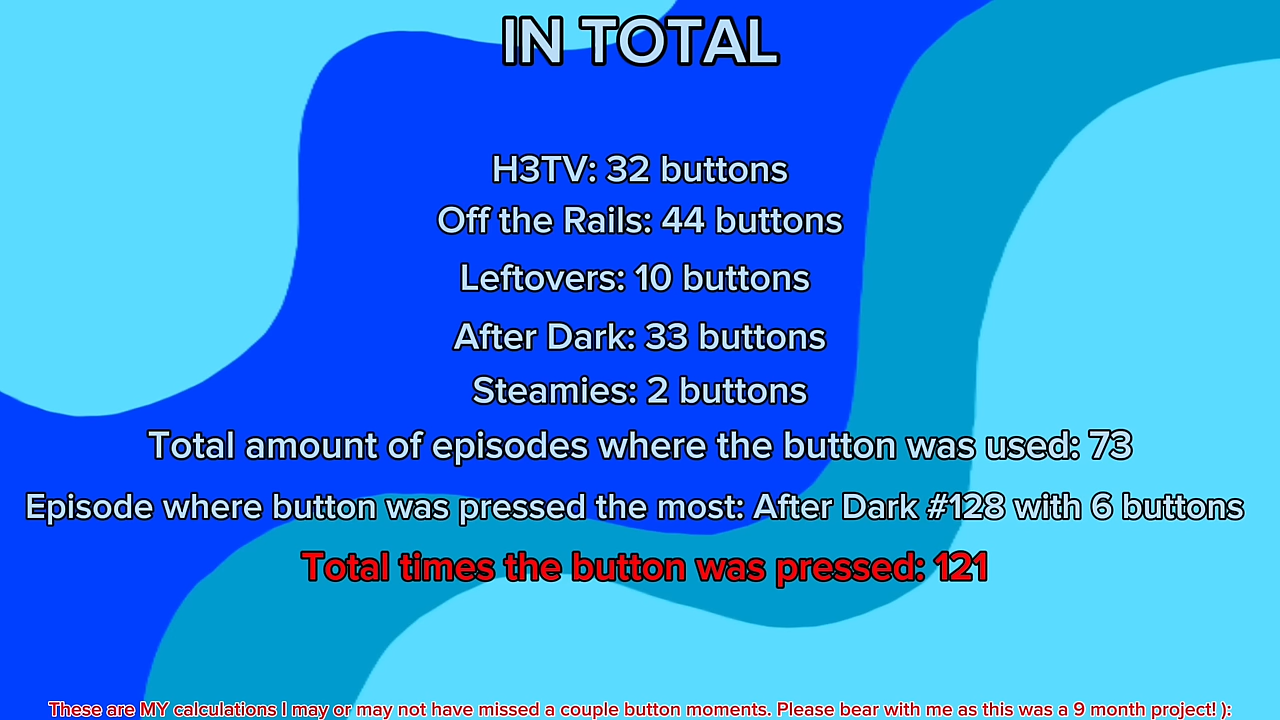 IN TOTAL
H3TV: 32 buttons
Off the Rails: 44 buttons
Leftovers: 10 buttons
After Dark: 33 buttons
Steamies: 2 buttons
Total amount of episodes where the button was used: 73
Episode where button was pressed the most: After Dark #128 with 6 buttons
Total times the button was pressed: 121
These are MY calculations I may or may not have missed a couple button moments. Please bear with me as this was a 9 month project! ):